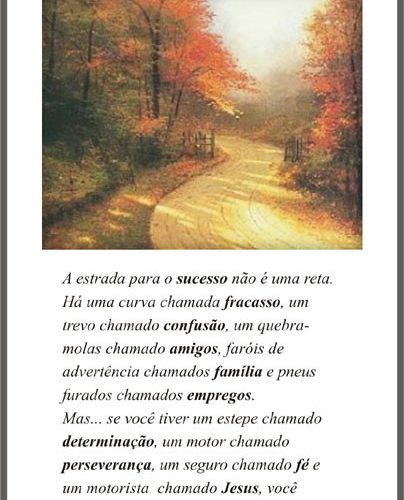 A estrada para o sucesso não é uma reta.
Há uma curva chamada fracasso, um
trevo chamado confusão, um quebra-
molas chamado amigos, faróis de
advertência chamados família e pneus
furados chamados empregos.
Mas... se você tiver um estepe chamado
determinação, um motor chamado
perseverança, um seguro chamado fé e
um motorista chamado Jesus, você